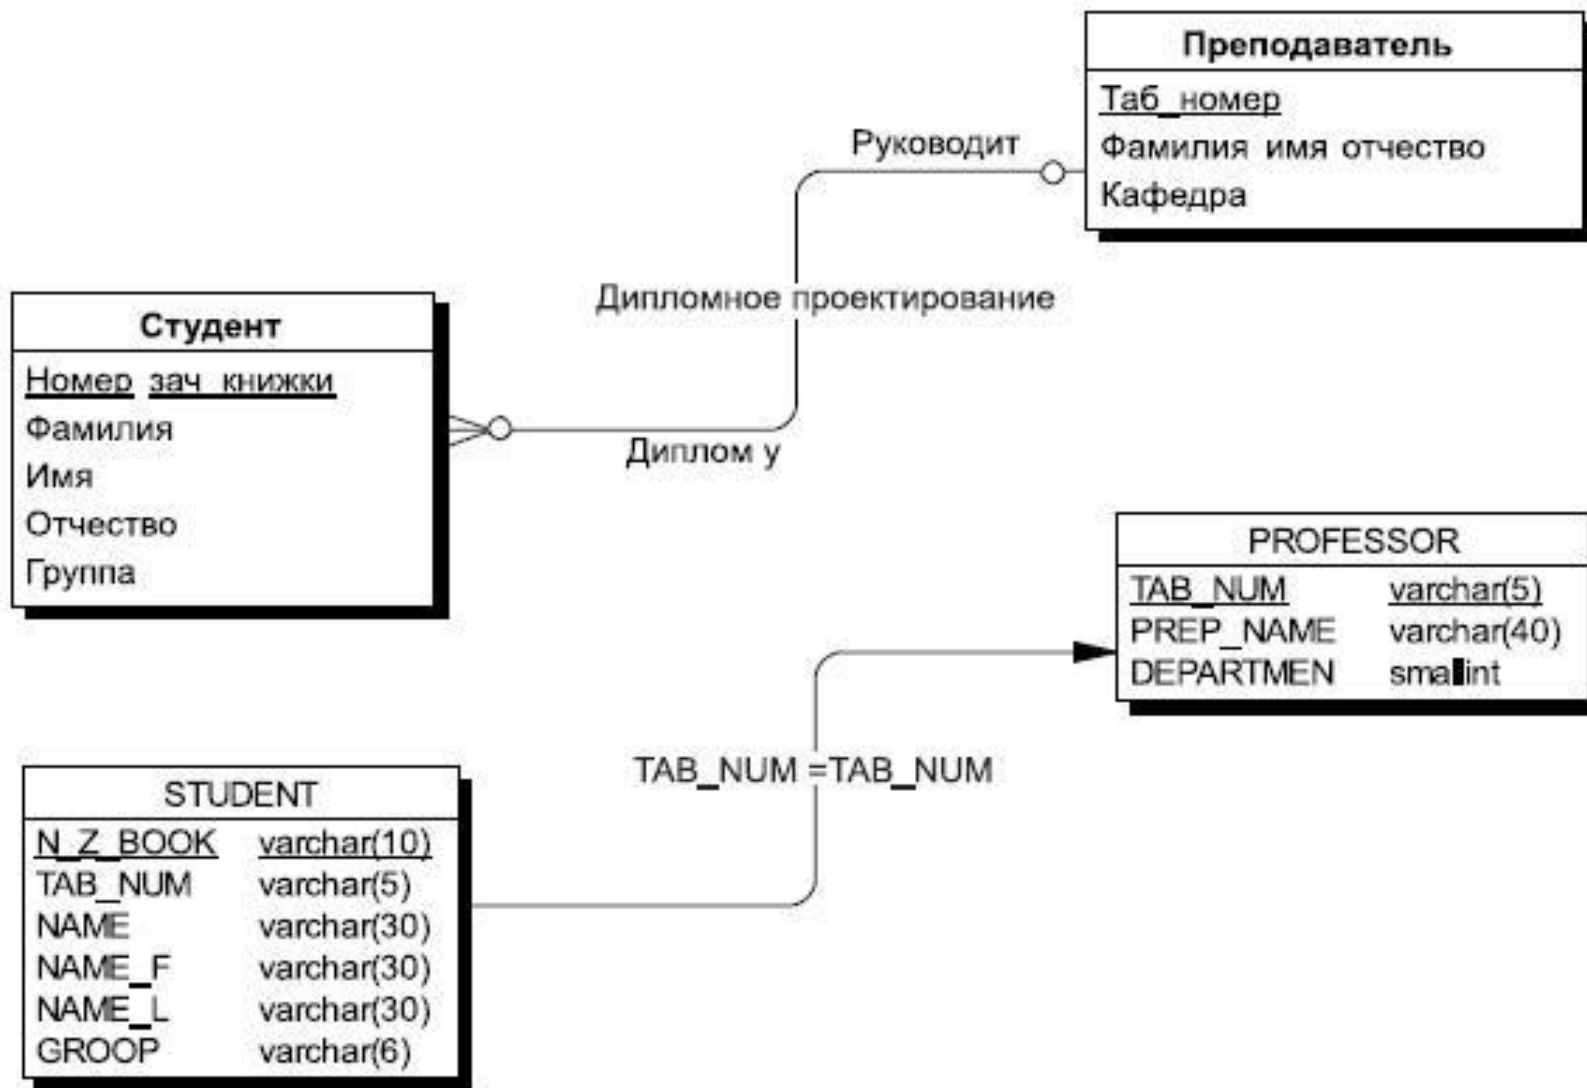 Преподаватель
Таб_номер
Фамилия имя отчество
Кафедра
Руководит
Дипломное проектирование
Диплом у
Студент
Номер зач_книжки
Фамилия
Имя
Отчество
Группа
PROFESSOR
TAB_NUM varchar(5)
PREP_NAME varchar(40)
DEPARTMEN smallint
TAB_NUM =TAB_NUM
STUDENT
N_Z_BOOK varchar(10)
TAB_NUM varchar(5)
NAME varchar(30)
NAME_F varchar(30)
NAME_L varchar(30)
GROOP varchar(6)